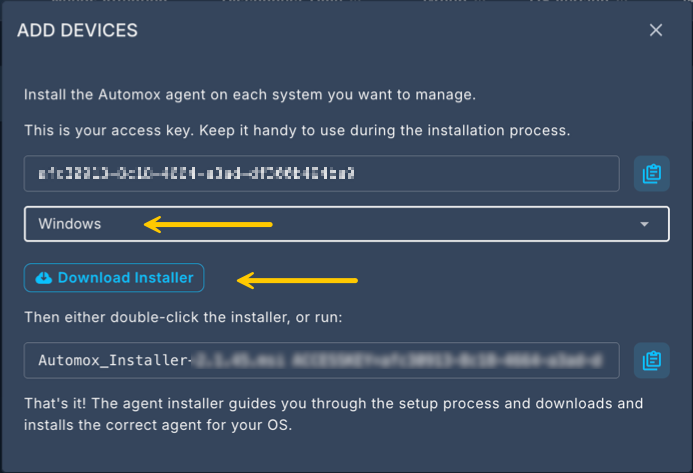 ADD DEVICES
Install the Automox agent on each system you want to manage.
This is your access key. Keep it handy to use during the installation process.
Windows
Download Installer
Then either double-click the installer, or run:
Automox_Installer-
That's it! The agent installer guides you through the setup process and downloads and
installs the correct agent for your OS.